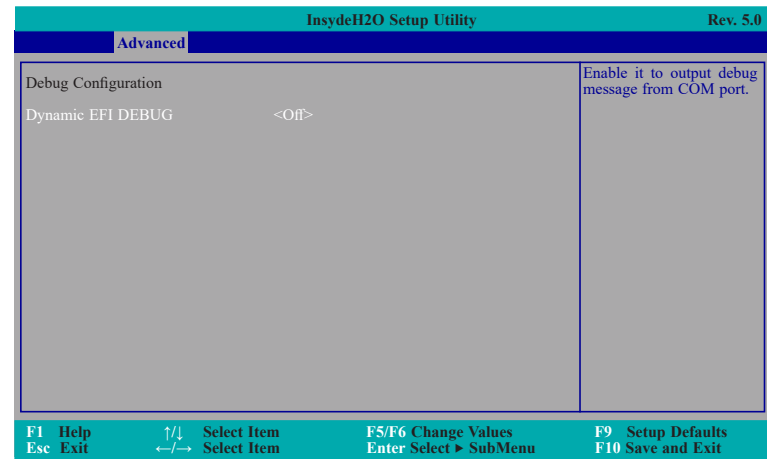 InsydeH2O Setup Utility Rev. 5.0
Advanced
Debug Configuration
Dynamic EFI DEBUG <Off>
Enable it to output debug
message from COM port.
F1 Help ↑/↓ Select Item F5/F6 Change Values F9 Setup Defaults
Esc Exit ←/→ Select Item Enter Select ▶ SubMenu F10 Save and Exit